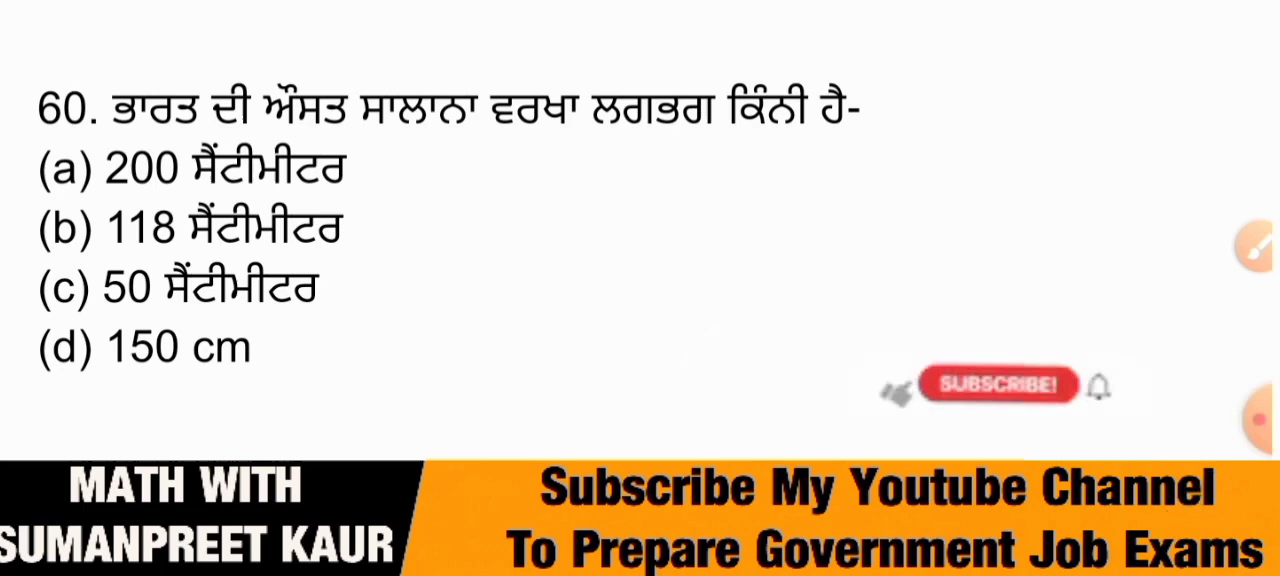 60. ਭਾਰਤ ਦੀ ਔਸਤ ਸਾਲਾਨਾ ਵਰਖਾ ਲਗਭਗ ਕਿੰਨੀ ਹੈ-
(a) 200 ਸੈਂਟੀਮੀਟਰ
(b) 118 ਸੈਂਟੀਮੀਟਰ
(c) 50 ਸੈਂਟੀਮੀਟਰ
(d) 150 cm
SUBSCRIBE!
MATH WITH
SUMANPREET KAUR
Subscribe My Youtube Channel
To Prepare Government Job Exams